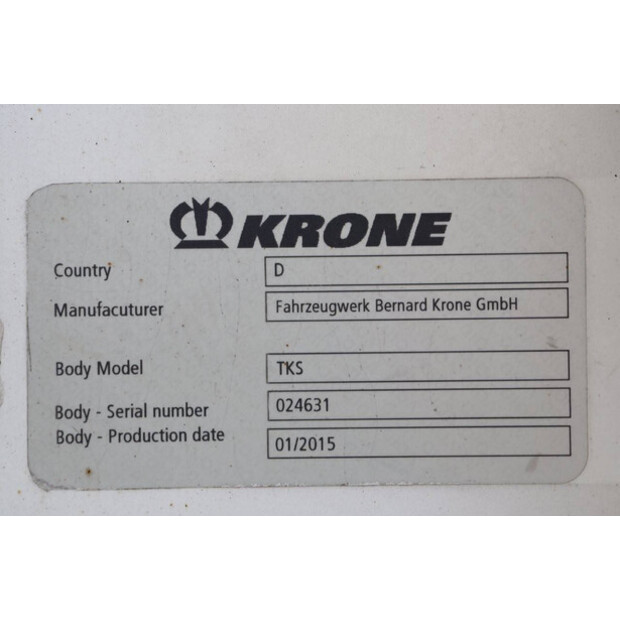 KRONE
Country D
Manufacuturer Fahrzeugwerk Bernard Krone GmbH
Body Model TKS
Body - Serial number 024631
Body - Production date 01/2015